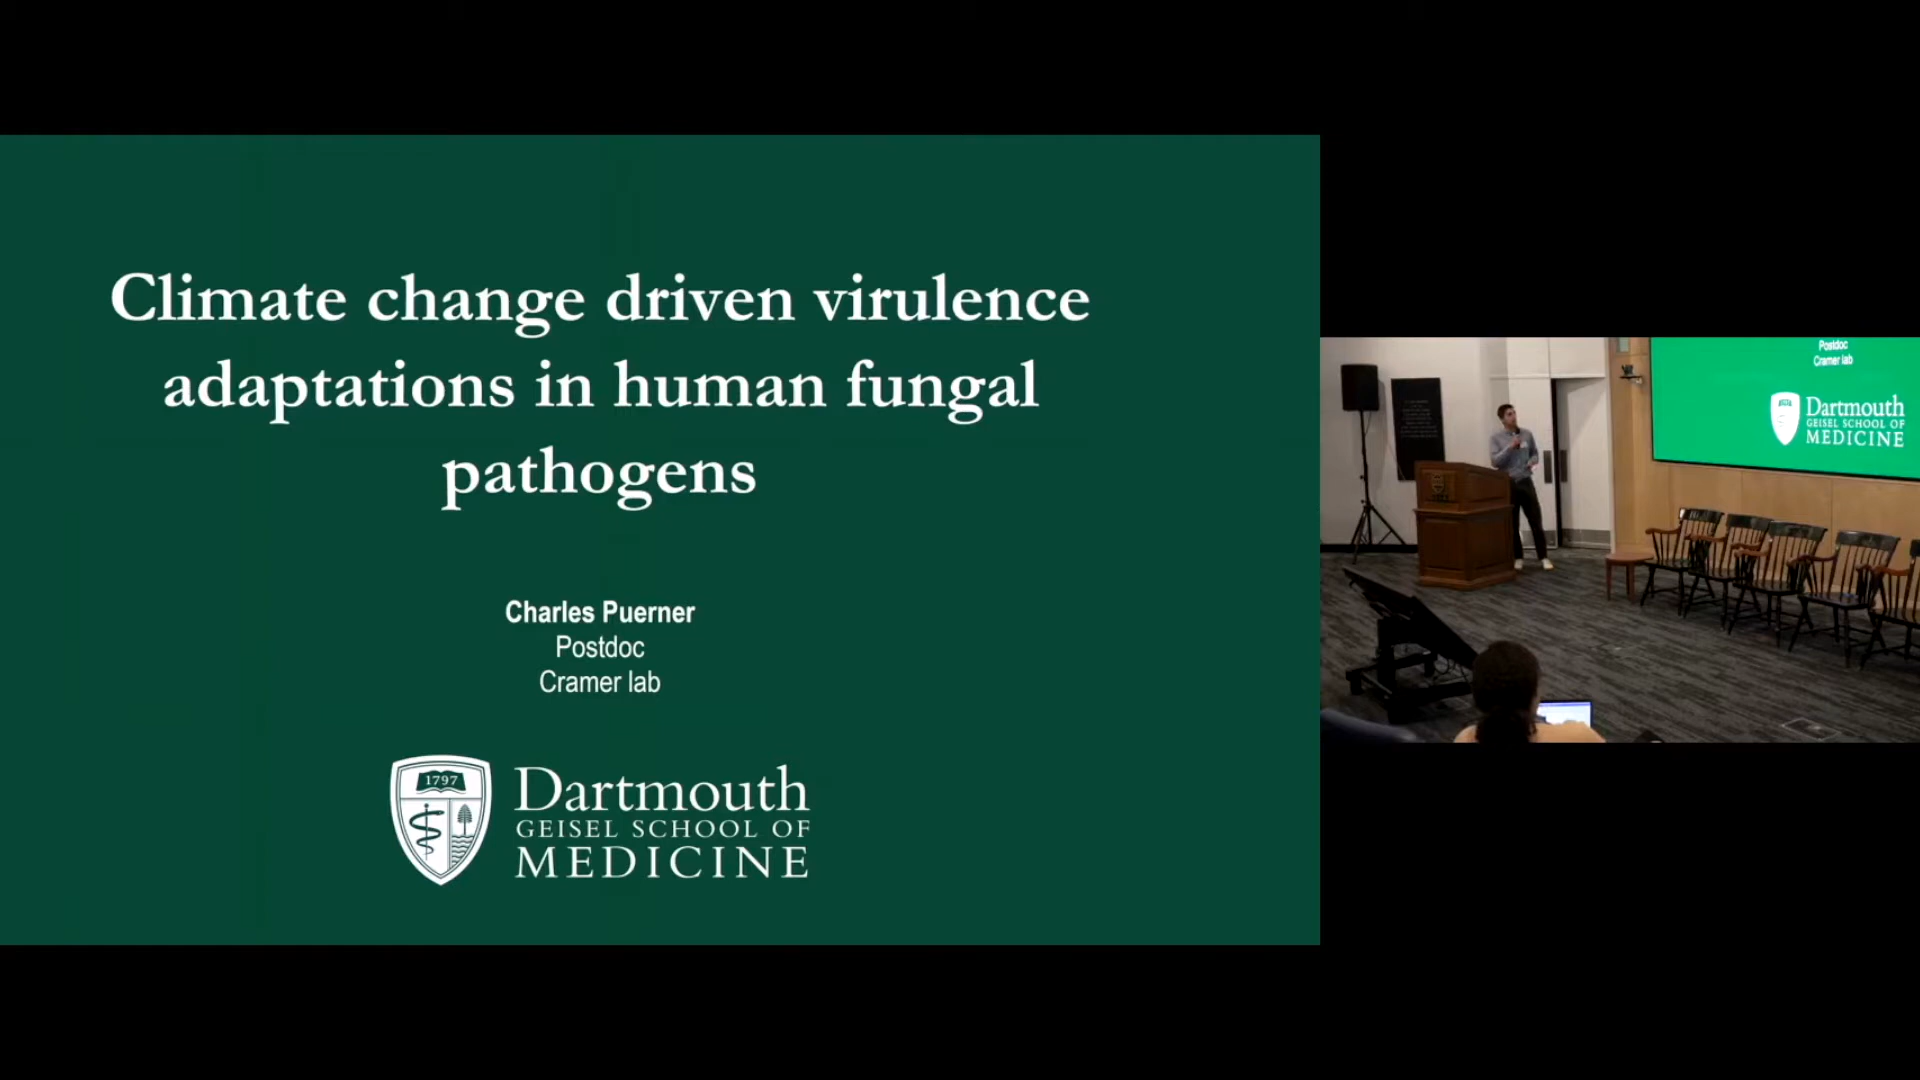 Climate change driven virulence
adaptations in human fungal
pathogens
Charles Puerner
Postdoc
Cramer lab
1797
Dartmouth
GEISEL SCHOOL OF
MEDICINE
Postdoc
Cramer lab
Dartmouth
GEISEL SCHOOL OF
MEDICINE